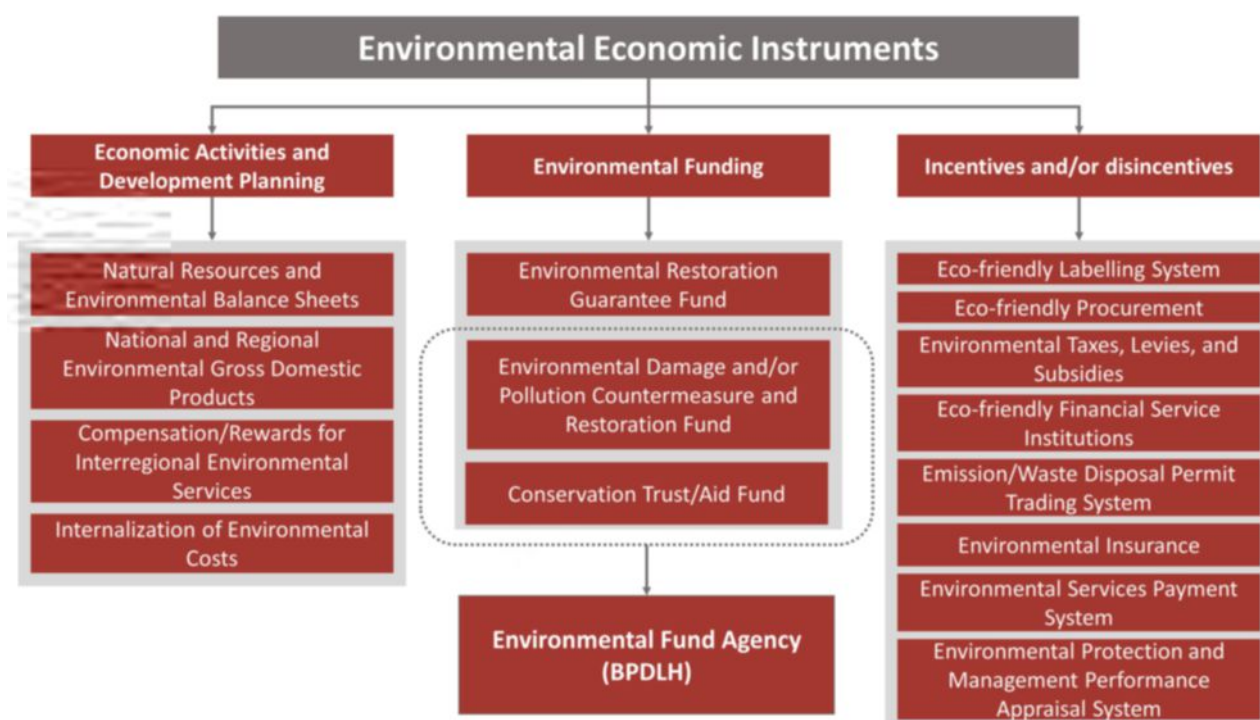 Environmental Economic Instruments
Economic Activities and
Development Planning
Natural Resources and
Environmental Balance Sheets
National and Regional
Environmental Gross Domestic
Products
Compensation/Rewards for
Interregional Environmental
Services
Internalization of Environmental
Costs
Environmental Funding
Environmental Restoration
Guarantee Fund
Environmental Damage and/or
Pollution Countermeasure and
Restoration Fund
Conservation Trust/Aid Fund
Environmental Fund Agency
(BPDLH)
Incentives and/or disincentives
Eco-friendly Labelling System
Eco-friendly Procurement
Environmental Taxes, Levies, and
Subsidies
Eco-friendly Financial Service
Institutions
Emission/Waste Disposal Permit
Trading System
Environmental Insurance
Environmental Services Payment
System
Environmental Protection and
Management Performance
Appraisal System